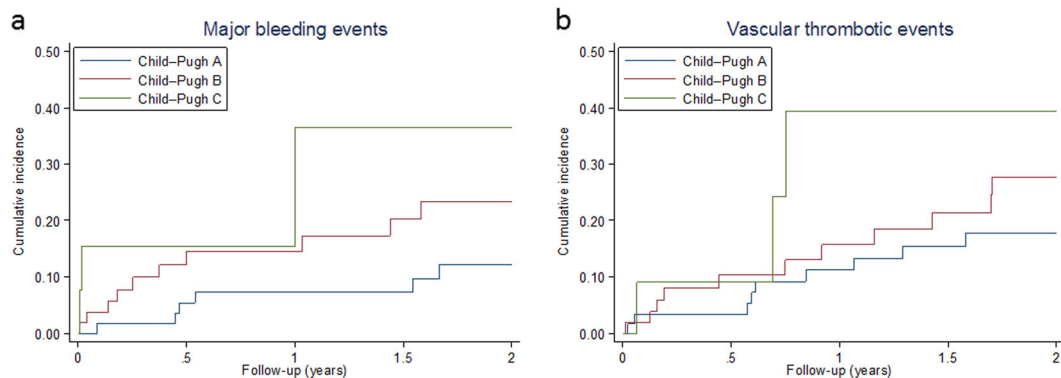 a
Major bleeding events
0.50
0.40
0.30
0.20
0.10
0.00
Cumulative incidence
Child–Pugh A
Child–Pugh B
Child–Pugh C
0
.5
1
1.5
2
Follow-up (years)
b
Vascular thrombotic events
0.50
0.40
0.30
0.20
0.10
0.00
Cumulative incidence
Child–Pugh A
Child–Pugh B
Child–Pugh C
0
.5
1
1.5
2
Follow-up (years)